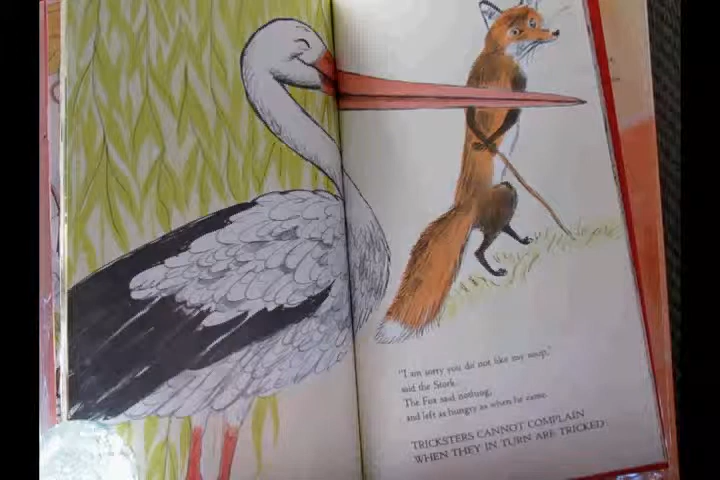 "I am sorry you do not like my soup,"
said the Stork.
The Fox said nothing,
and left as hungry as when he came.
TRICKSTERS CANNOT COMPLAIN
WHEN THEY IN TURN ARE TRICKED